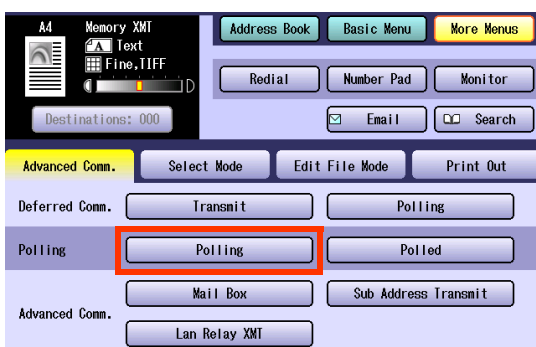 A4 Memory XMT Address Book Basic Menu More Menus
A Text
Fine,TIFF
D Redial Number Pad Monitor
Destinations: 000 Email Search
Advanced Comm. Select Mode Edit File Mode Print Out
Deferred Comm. Transmit Polling
Polling Polling Polled
Mail Box Sub Address Transmit
Advanced Comm.
Lan Relay XMT